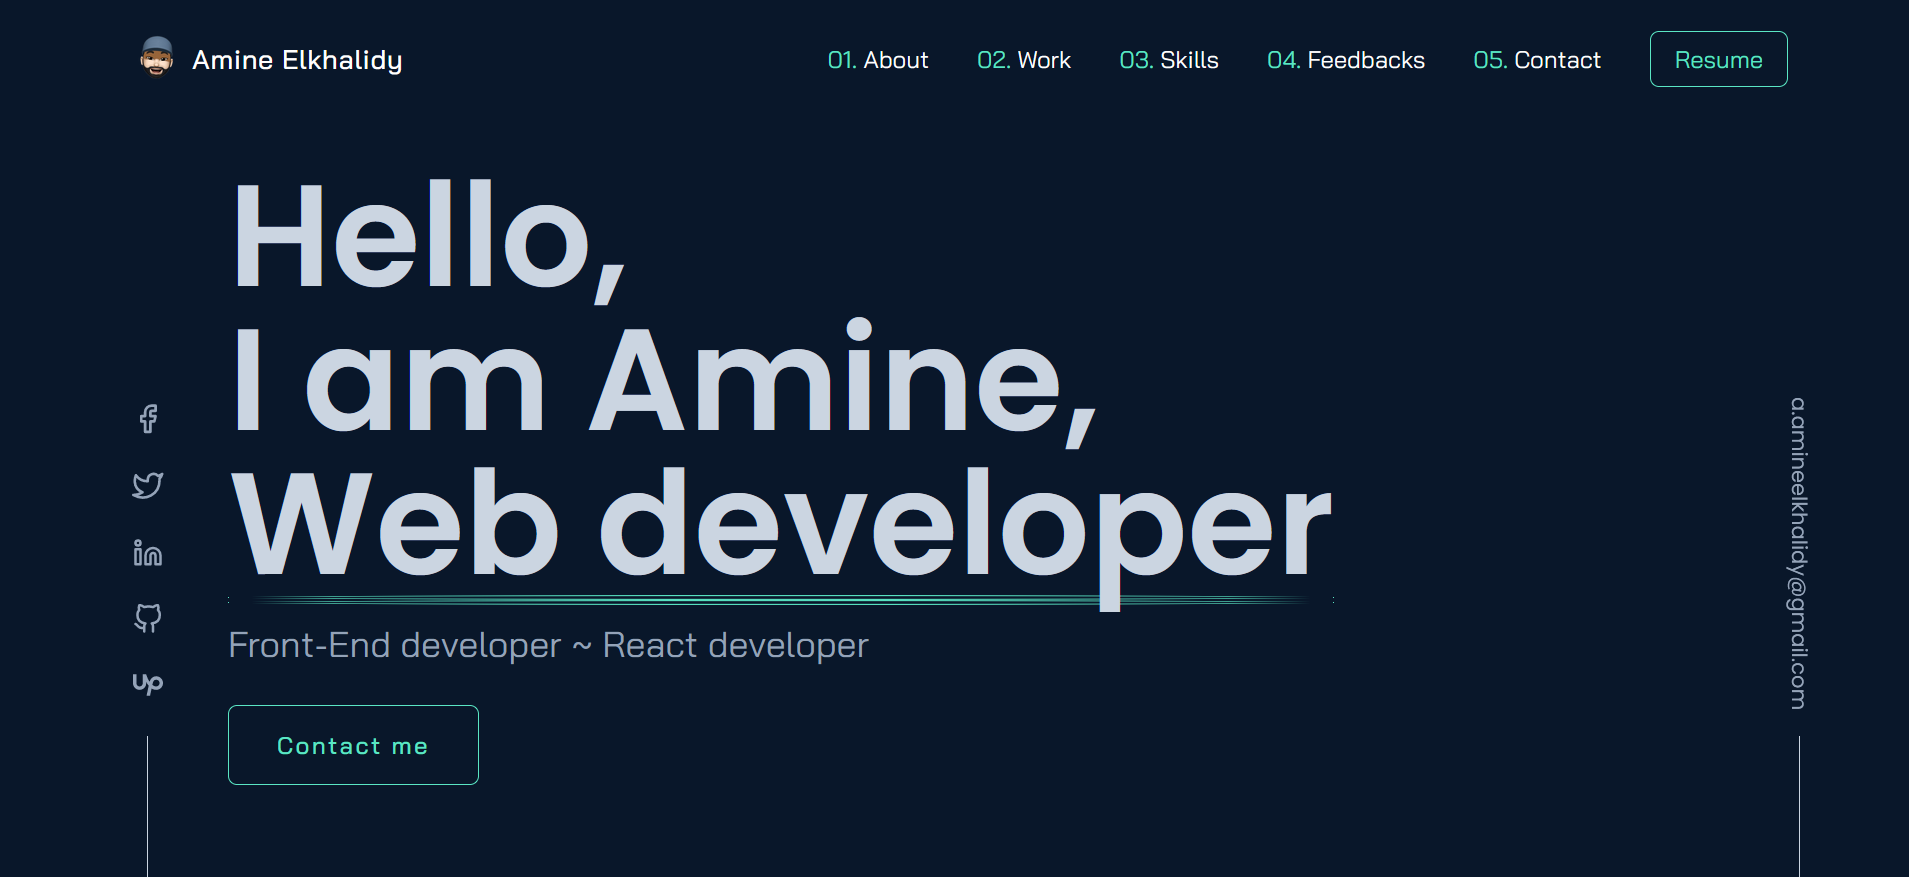 Amine Elkhalidy
01. About
02. Work
03. Skills
04. Feedbacks
05. Contact
Resume
Hello,
I am Amine,
Web developer
Front-End developer ~ React developer
Contact me
up
a.amineelkhalidy@gmail.com